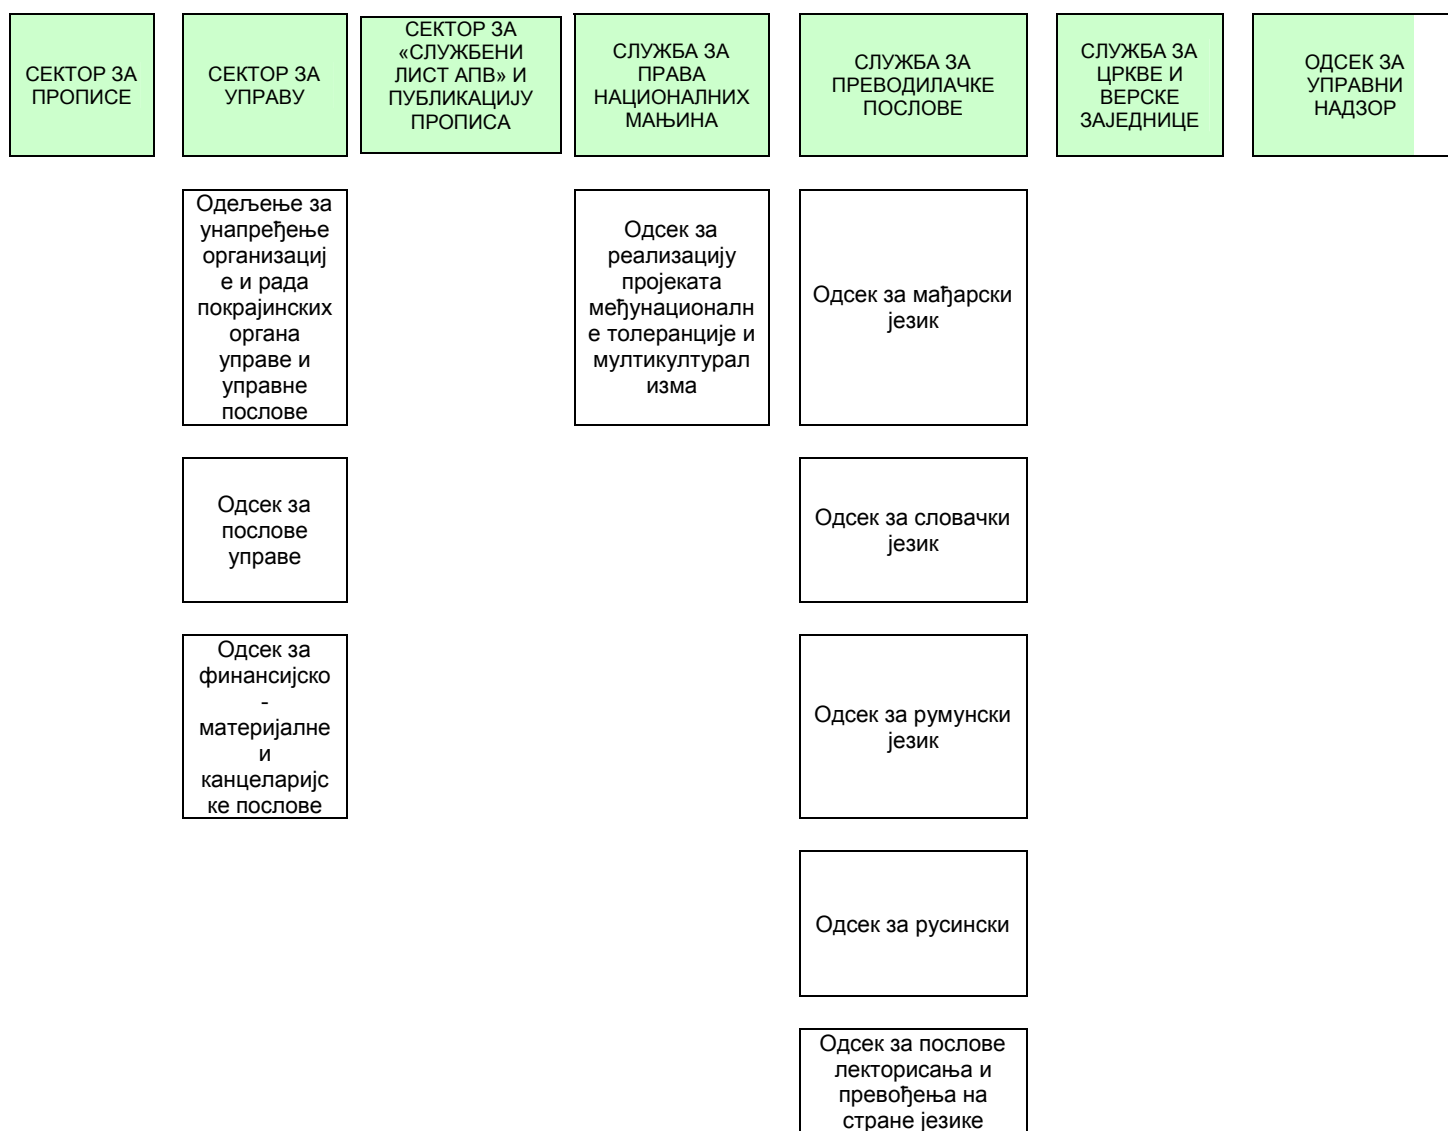 СЕКТОР ЗА
ПРОПИСЕ
СЕКТОР ЗА
УПРАВУ
СЕКТОР ЗА
«СЛУЖБЕНИ
ЛИСТ АПВ» И
ПУБЛИКАЦИЈУ
ПРОПИСА
СЛУЖБА ЗА
ПРАВА
НАЦИОНАЛНИХ
МАЊИНА
СЛУЖБА ЗА
ПРЕВОДИЛАЧКЕ
ПОСЛОВЕ
СЛУЖБА ЗА
ЦРКВЕ И
ВЕРСКЕ
ЗАЈЕДНИЦЕ
ОДСЕК ЗА
УПРАВНИ
НАДЗОР
Одељење за
унапређење
организациј
е и рада
покрајинских
органа
управе и
управне
послове
Одсек за
реализацију
пројеката
међунационалн
е толеранције и
мултикултурал
изма
Одсек за мађарски
језик
Одсек за
послове
управе
Одсек за словачки
језик
Одсек за
финансијско
-
материјалне
и
канцеларијс
ке послове
Одсек за румунски
језик
Одсек за русински
Одсек за послове
лекторисања и
превођења на
стране језике